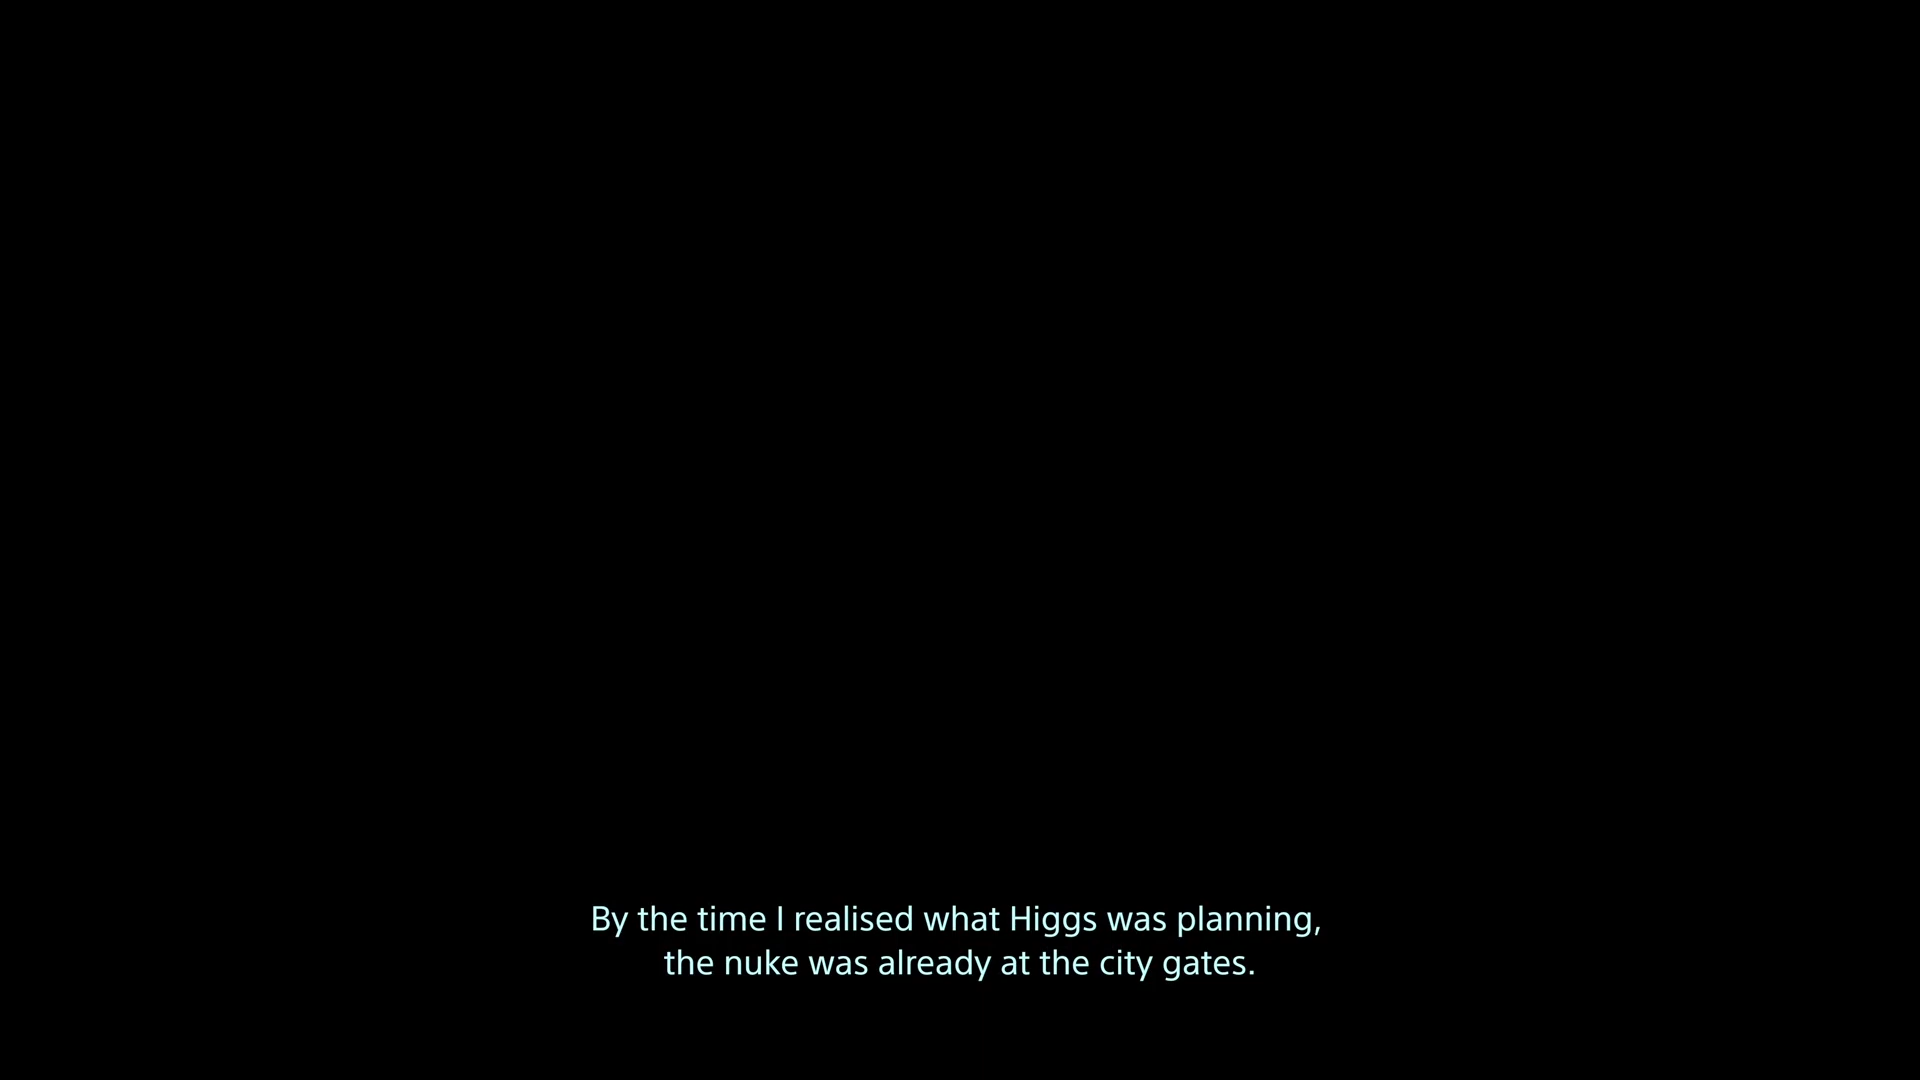 By the time I realised what Higgs was planning,
the nuke was already at the city gates.